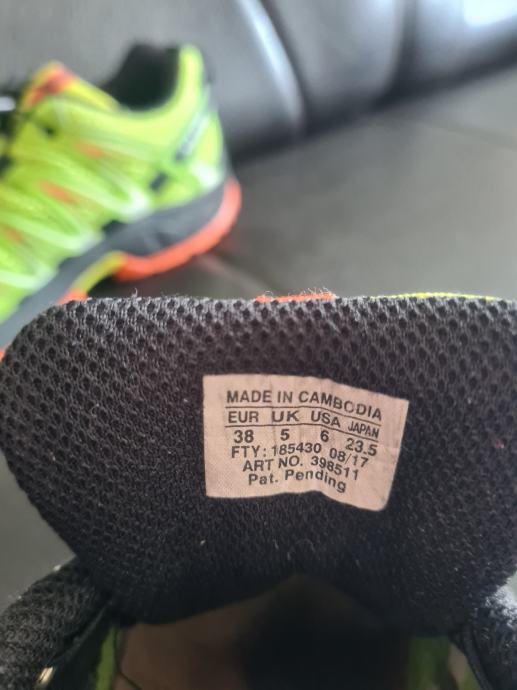 MADE IN CAMBODIA
EUR UK USA JAPAN
38 5 6 23.5
FTY: 185430 08/17
ART NO. 398511
Pat. Pending